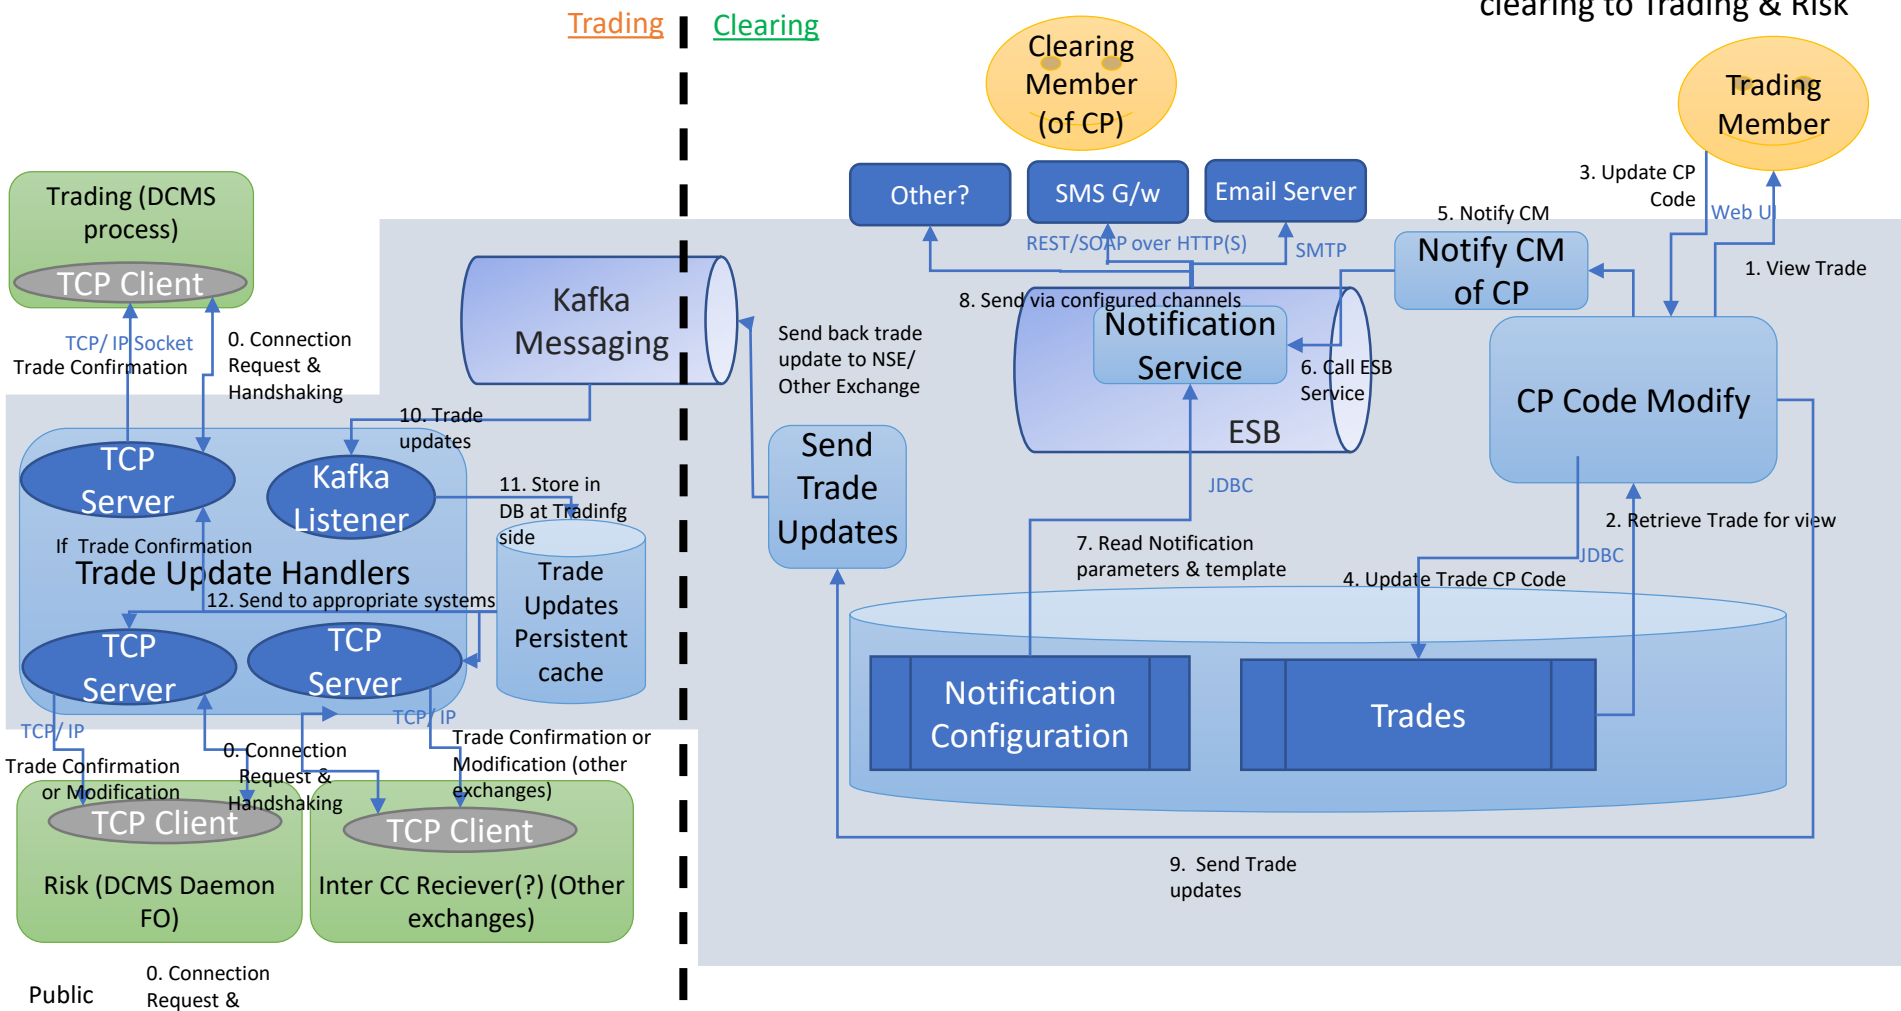 clearing to Trading & Risk
Trading
Clearing
Clearing
Member
(of CP)
Trading
Member
3. Update CP
Code
Web UI
1. View Trade
Other?
SMS G/w
Email Server
REST/SOAP over HTTP(S)
SMTP
5. Notify CM
Notify CM
of CP
Trading (DCMS
process)
TCP Client
TCP/ IP Socket
Trade Confirmation
0. Connection
Request &
Handshaking
Kafka
Messaging
Send back trade
update to NSE/
Other Exchange
8. Send via configured channels
Notification
Service
6. Call ESB
Service
ESB
CP Code Modify
10. Trade
updates
TCP
Server
Kafka
Listener
11. Store in
DB at Tradinfg
side
Send
Trade
Updates
JDBC
7. Read Notification
parameters & template
2. Retrieve Trade for view
JDBC
4. Update Trade CP Code
If  Trade Confirmation
Trade Update Handlers
12. Send to appropriate systems
Trade
Updates
Persistent
cache
TCP
Server
TCP
Server
Notification
Configuration
Trades
TCP/ IP
TCP/ IP
Trade Confirmation
or Modification
0. Connection
Request &
Handshaking
Trade Confirmation or
Modification (other
exchanges)
TCP Client
TCP Client
Risk (DCMS Daemon
FO)
Inter CC Reciever(?) (Other
exchanges)
9.  Send Trade
updates
Public
0. Connection
Request &